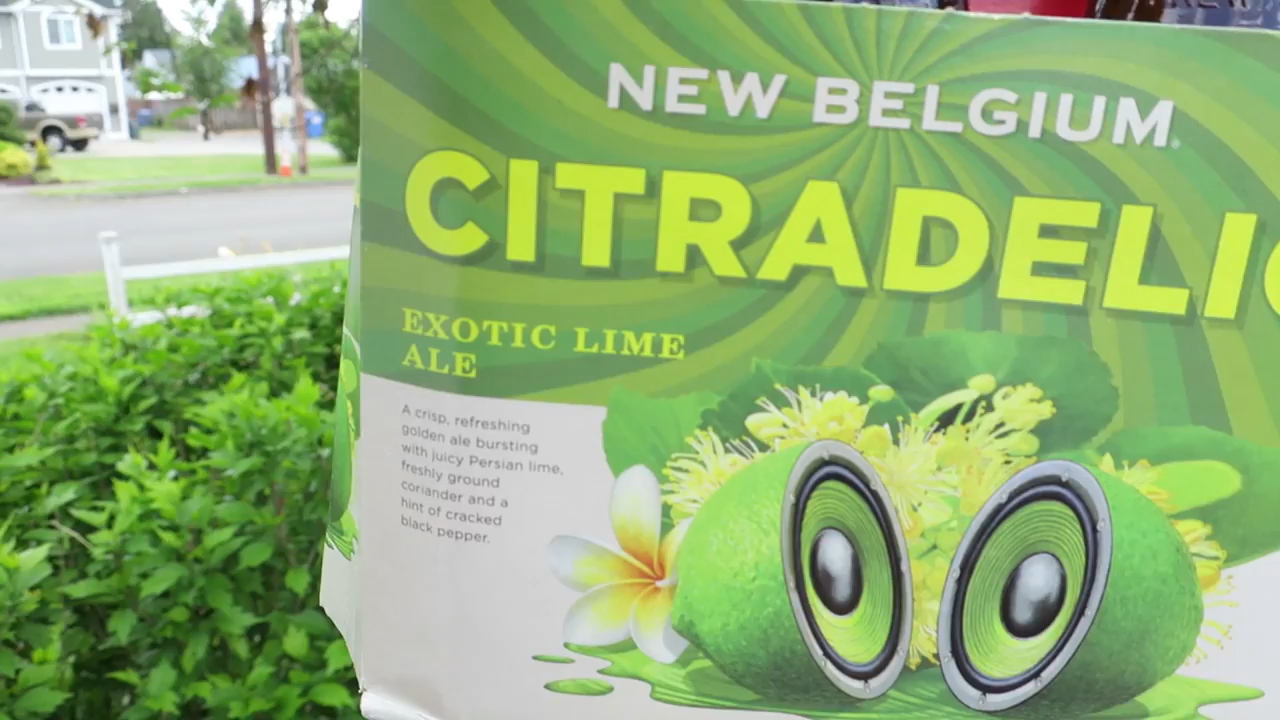 NEW BELGIUM
CITRADELI
EXOTIC LIME
ALE
A crisp, refreshing
golden ale bursting
with juicy Persian lime,
freshly ground
coriander and a
hint of cracked
black pepper.